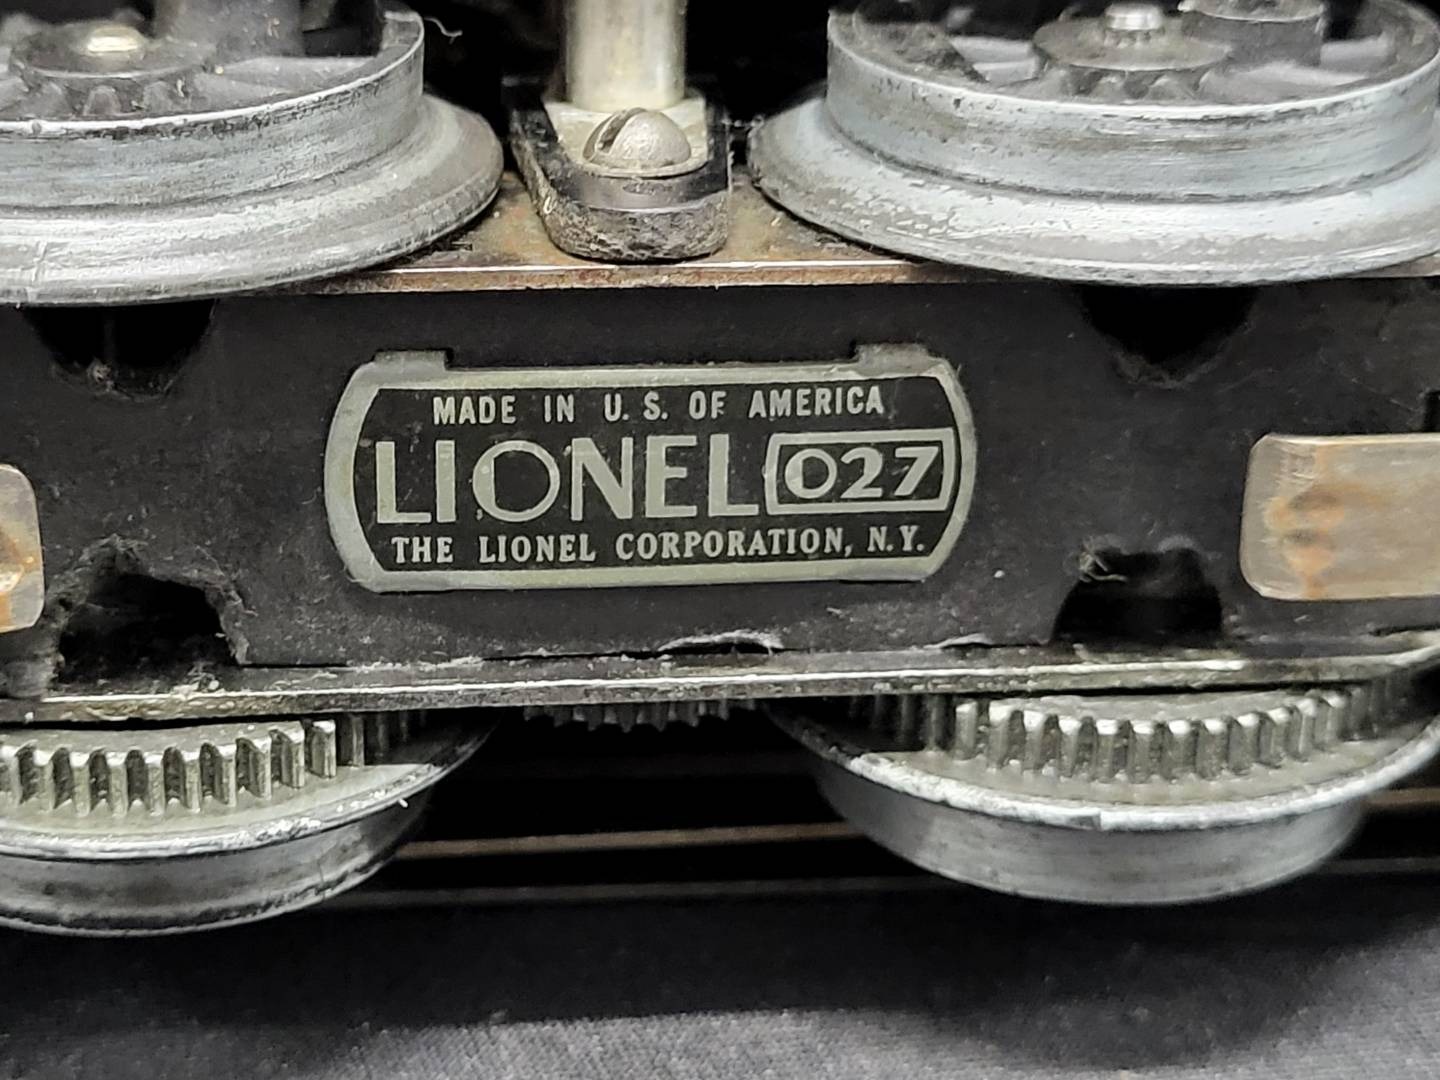 MADE IN U. S. OF AMERICA
LIONEL 027
THE LIONEL CORPORATION, N. Y.